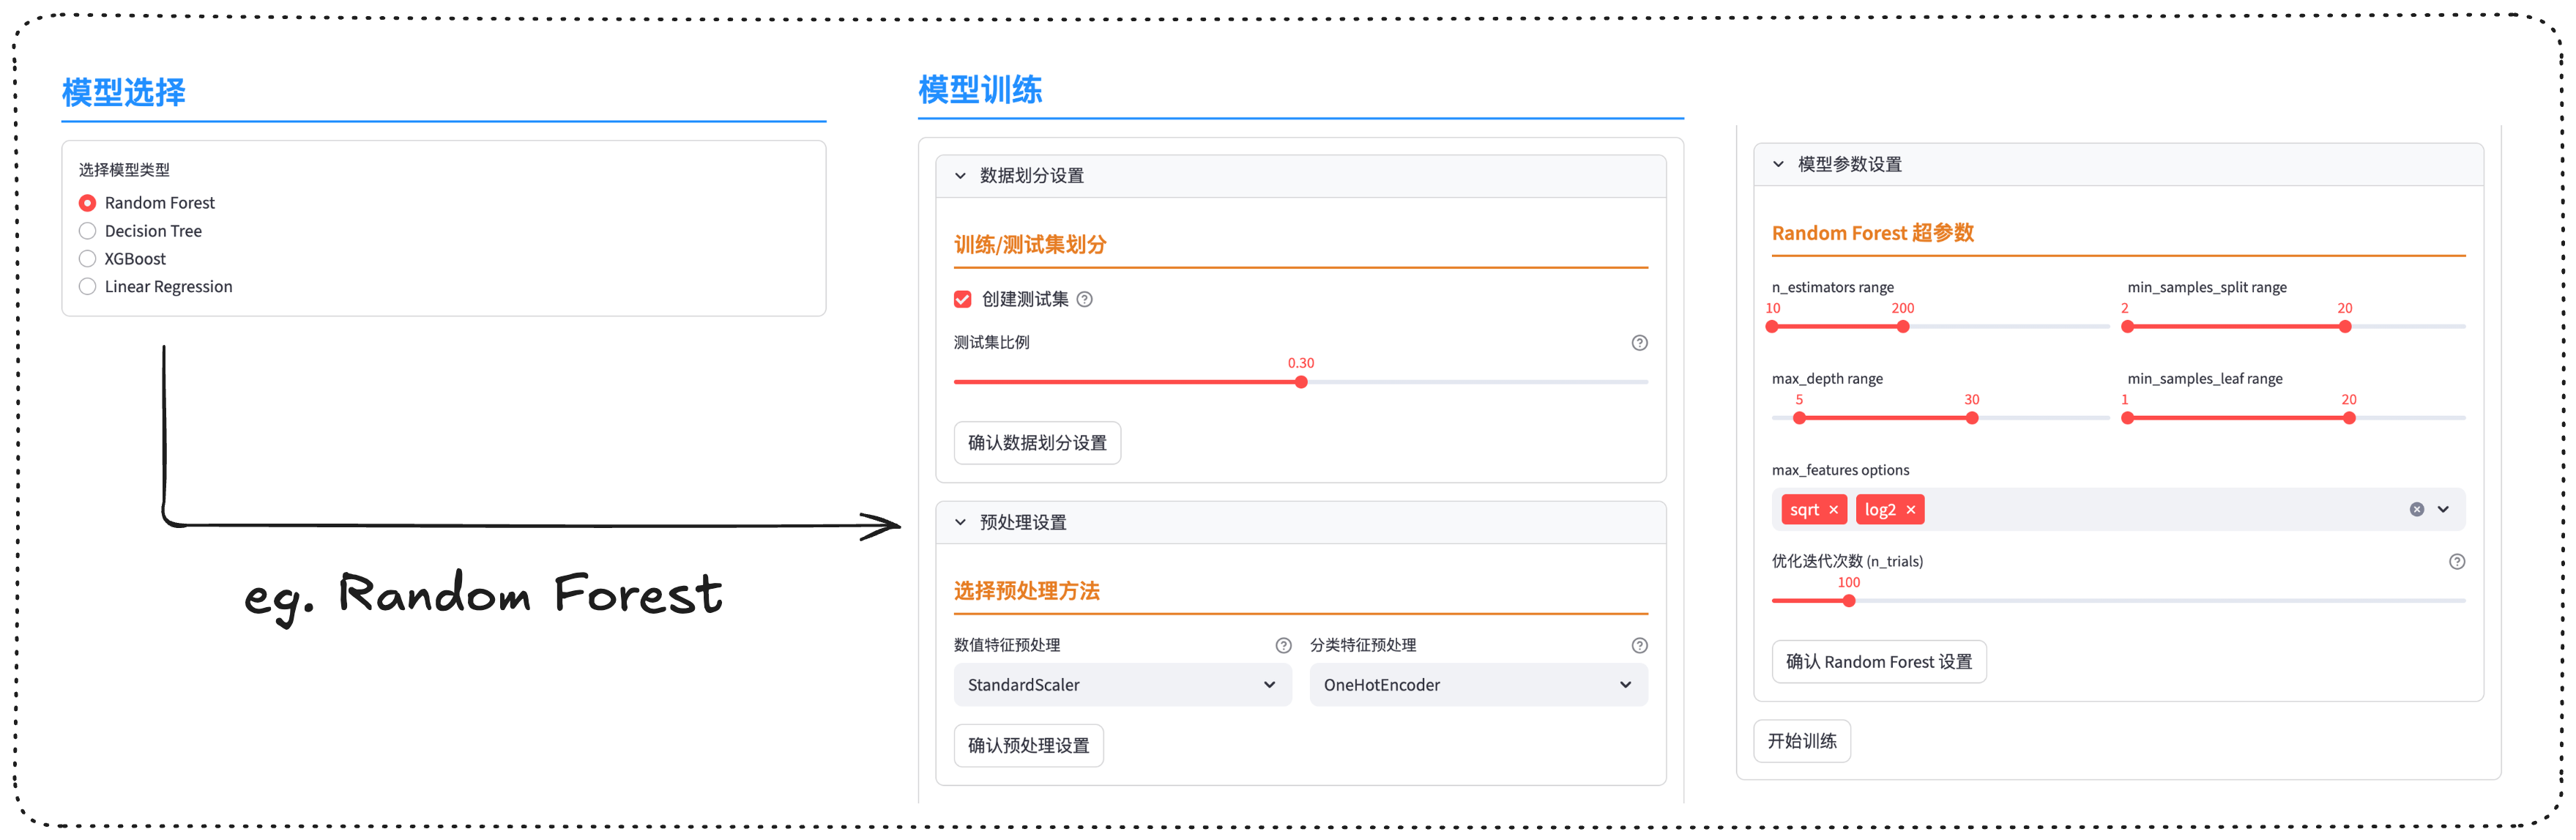 模型选择
选择模型类型
Random Forest
Decision Tree
XGBoost
Linear Regression
eg. Random Forest
模型训练
数据划分设置
训练/测试集划分
创建测试集
测试集比例
0.30
确认数据划分设置
预处理设置
选择预处理方法
数值特征预处理 分类特征预处理
StandardScaler OneHotEncoder
确认预处理设置
模型参数设置
Random Forest 超参数
n_estimators range min_samples_split range
10 200 2 20
max_depth range min_samples_leaf range
5 30 1 20
max_features options
sqrt × log2 ×
优化迭代次数 (n_trials)
100
确认 Random Forest 设置
开始训练